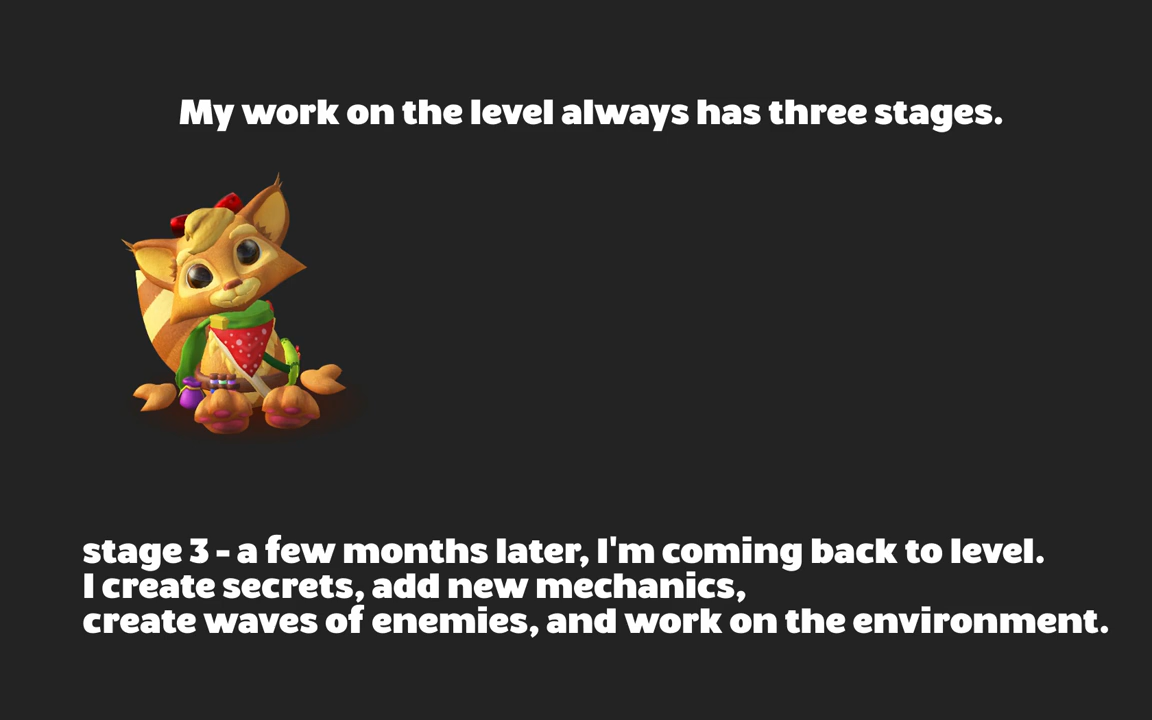 My work on the level always has three stages.
stage 3 - a few months later, I'm coming back to level.
I create secrets, add new mechanics,
create waves of enemies, and work on the environment.